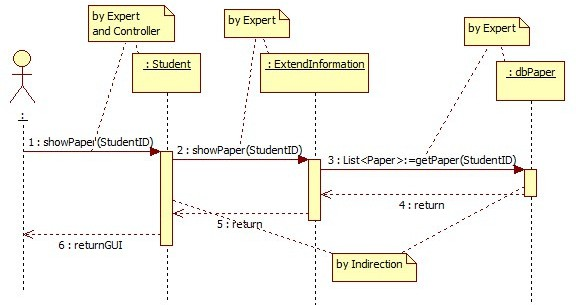 by Expert
and Controller
by Expert
by Expert
: Student
: ExtendInformation
: dbPaper
:
1 : showPaper(StudentID)
2 : showPaper(StudentID)
3 : List<Paper>:=getPaper(StudentID)
4 : return
5 : return
6 : returnGUI
by Indirection